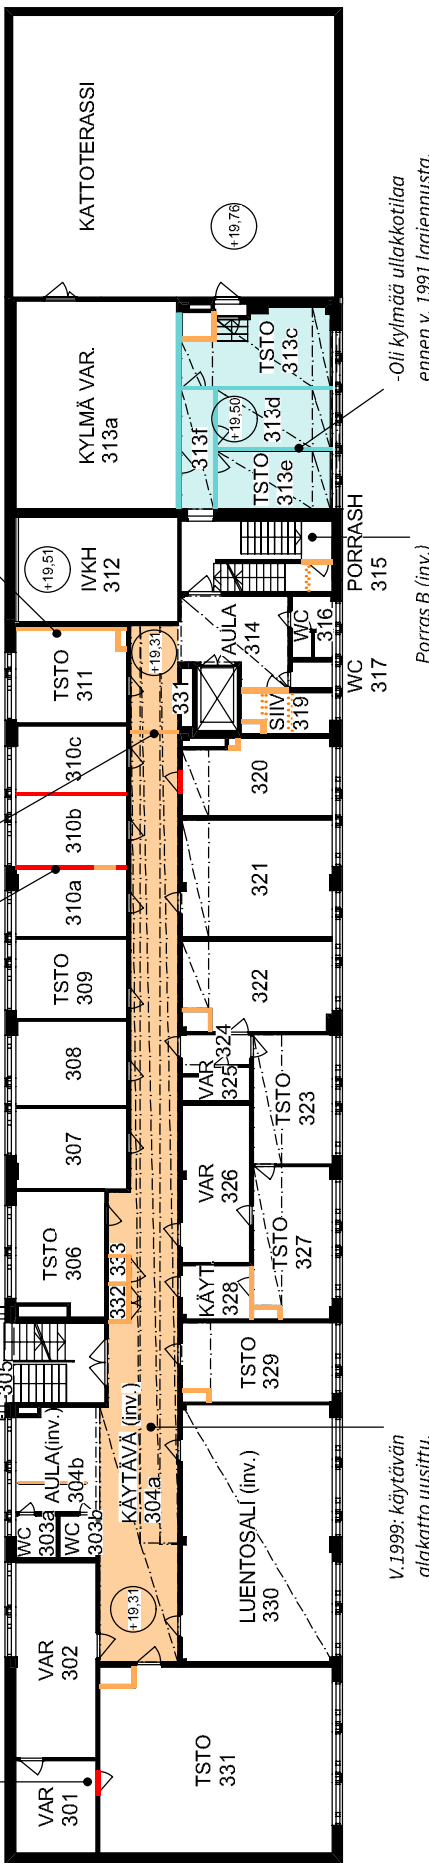 KATTOTERASSI
+19,76
KYLMÄ VAR.
313a
TSTO
313c
313d
+19,50
313f
TSTO
313e
-Oli kylmää ullakkotilaa
ennen v. 1991 laajennusta.
+19,51
IVKH
312
PORRASH
315
Porras B (inv.)
TSTO
311
+19,31
AULA
314
WC
316
WC
317
331
SIIV
319
310c
310b
310a
320
321
TSTO
309
322
308
324
VAR
325
TSTO
323
307
VAR
326
TSTO
306
333
332
KÄYT
328
TSTO
327
305
TSTO
329
AULA(inv.)
304b
KÄYTÄVÄ (inv.)
304a
WC
303a
WC
303b
LUENTOSALI (inv.)
330
V.1999: käytävän
alakatto uusittu.
+19,31
VAR
302
VAR
301
TSTO
331